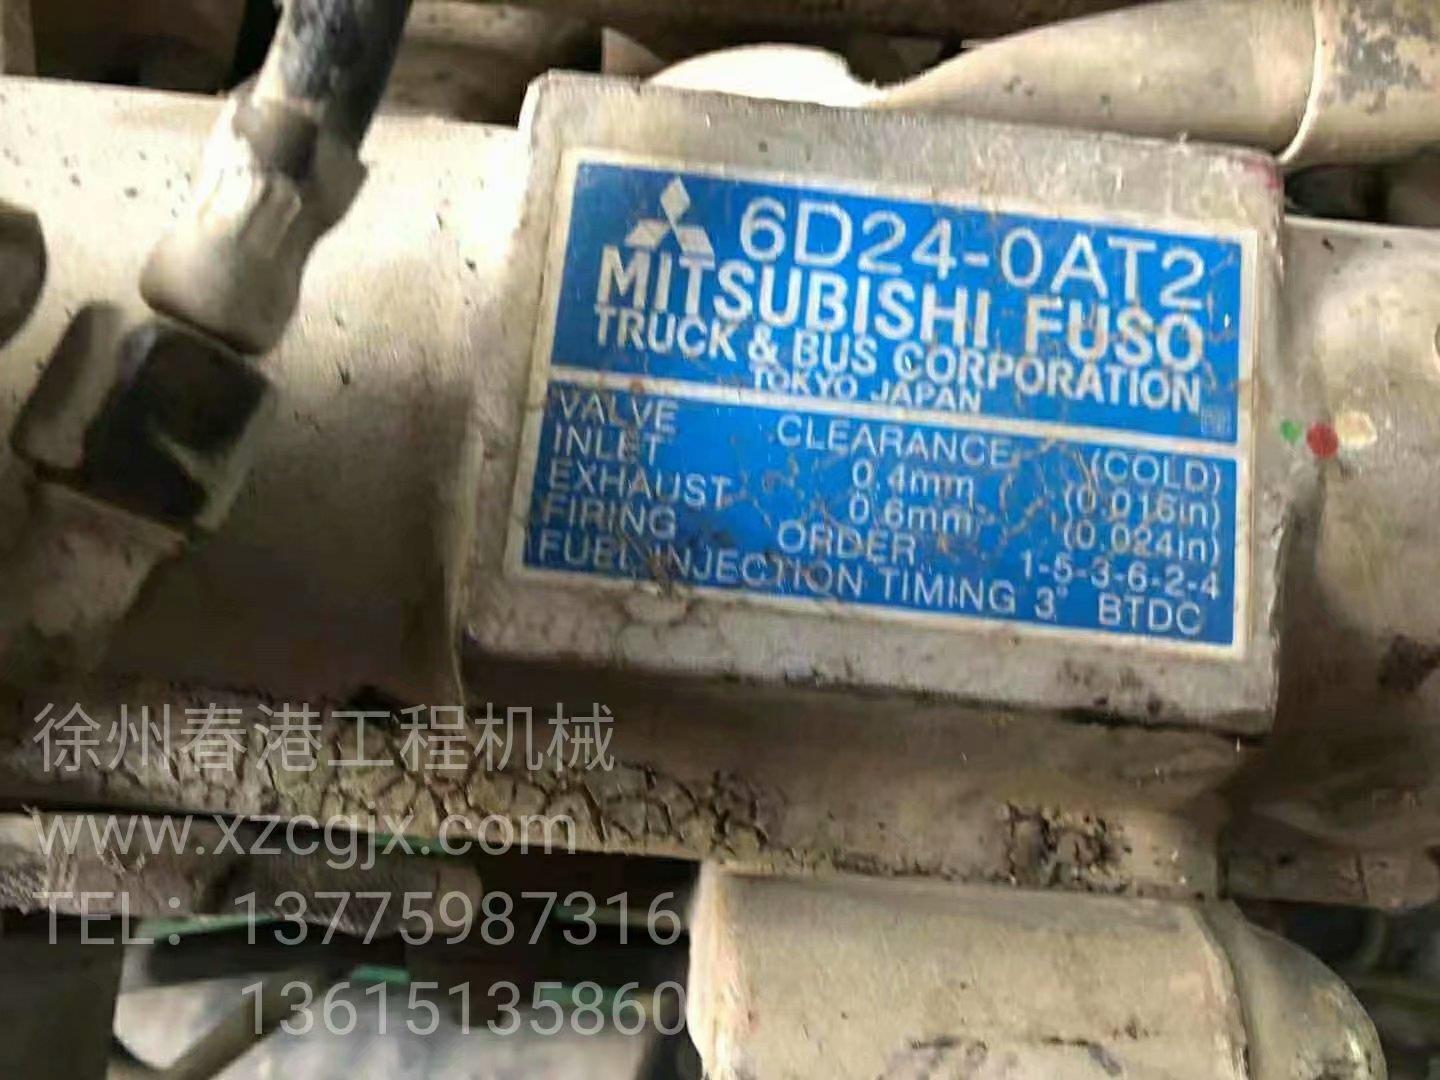 6D24-0AT2
MITSUBISHI FUSO
TRUCK & BUS CORPORATION
TOKYO JAPAN
VALVE CLEARANCE (COLD)
INLET 0.4mm (0.016in)
EXHAUST 0.6mm (0.024in)
FIRING ORDER 1-5-3-6-2-4
FUEL INJECTION TIMING 3° BTDC
徐州春港工程机械
www.xzcgjx.com
TEL：13775987316
13615135860